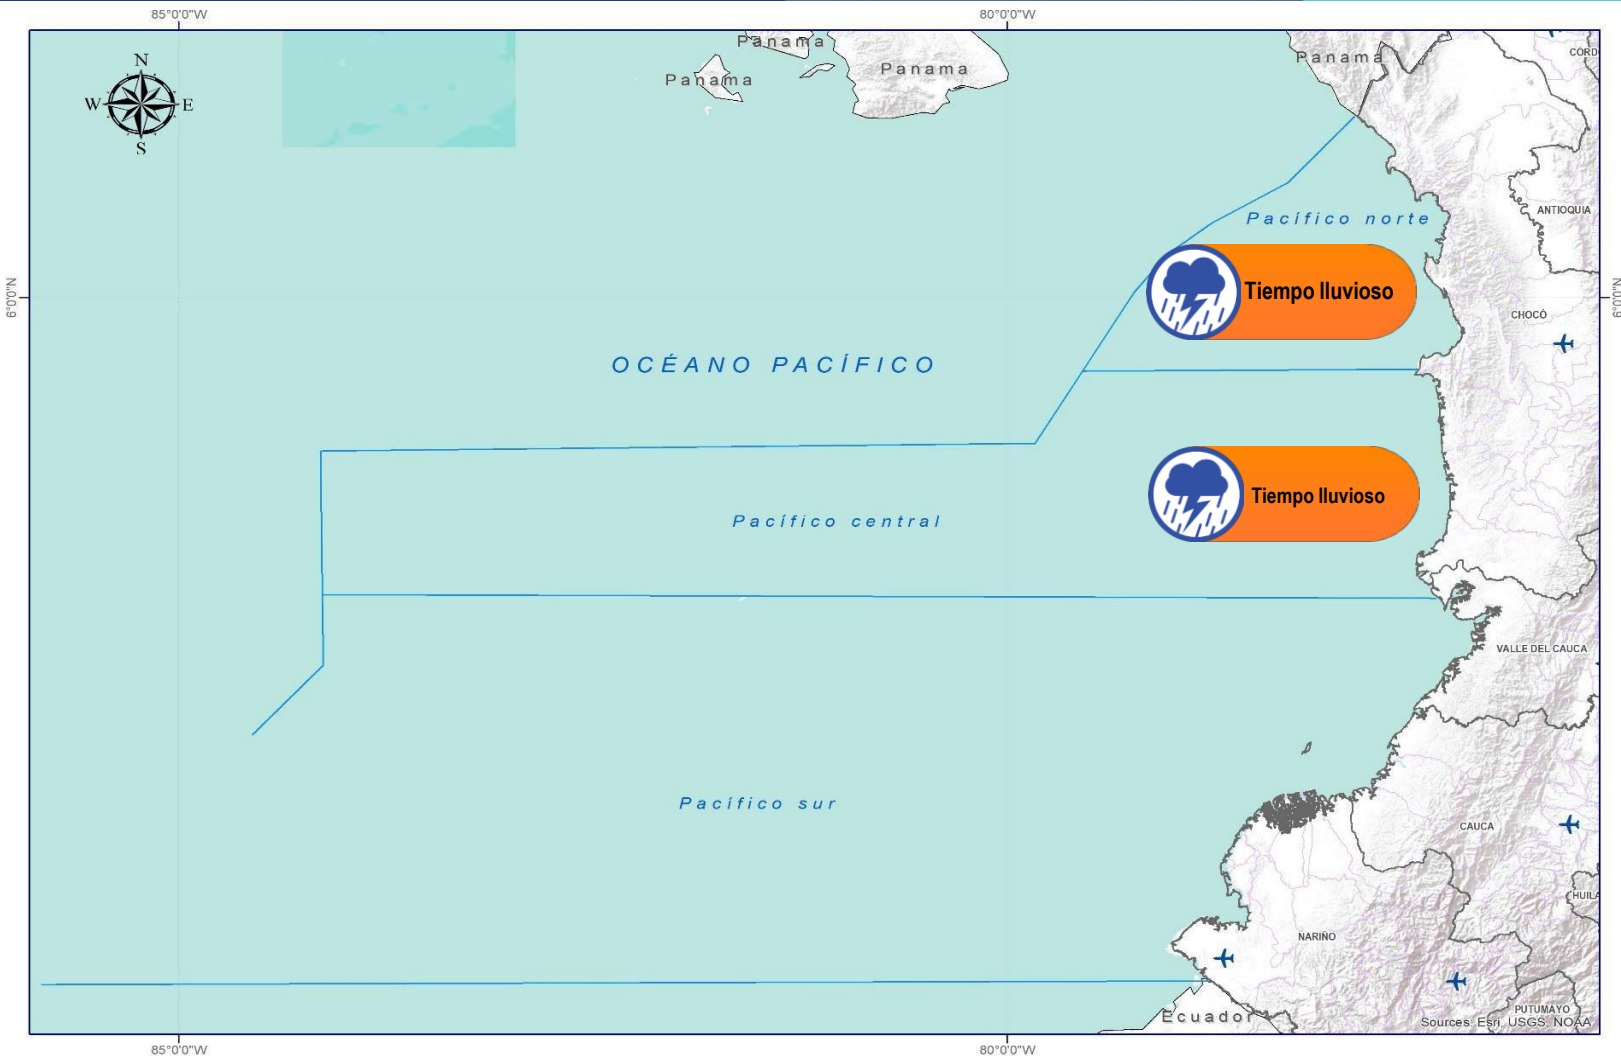 85°0'0"W
80°0'0"W
N
W
E
S
Panama
Panama
Panama
Panama
CÓRD
ANTIOQUIA
Pacífico norte
6°0'0"N
6°0'0"N
Tiempo lluvioso
CHOCÓ
OCÉANO PACÍFICO
Tiempo lluvioso
Pacífico central
VALLE DEL CAUCA
Pacífico sur
CAUCA
HUILA
NARIÑO
PUTUMAYO
Ecuador
Sources: Esri, USGS, NOAA
85°0'0"W
80°0'0"W